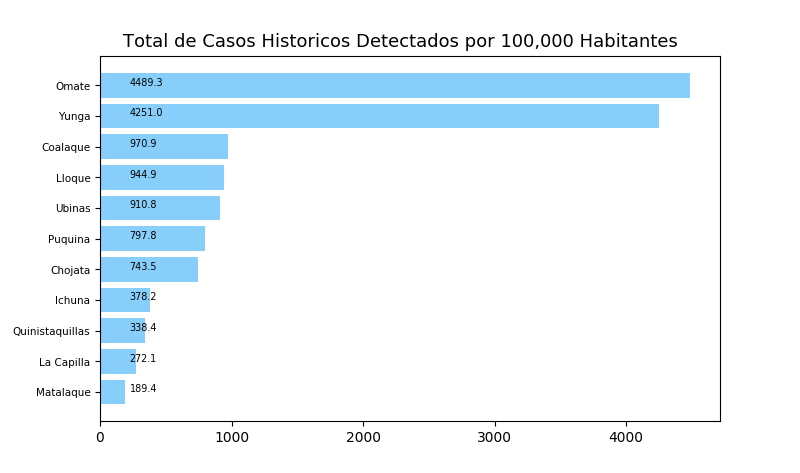 Total de Casos Historicos Detectados por 100,000 Habitantes
Omate 4489.3
Yunga 4251.0
Coalaque 970.9
Lloque 944.9
Ubinas 910.8
Puquina 797.8
Chojata 743.5
Ichuna 378.2
Quinistaquillas 338.4
La Capilla 272.1
Matalaque 189.4
0 1000 2000 3000 4000